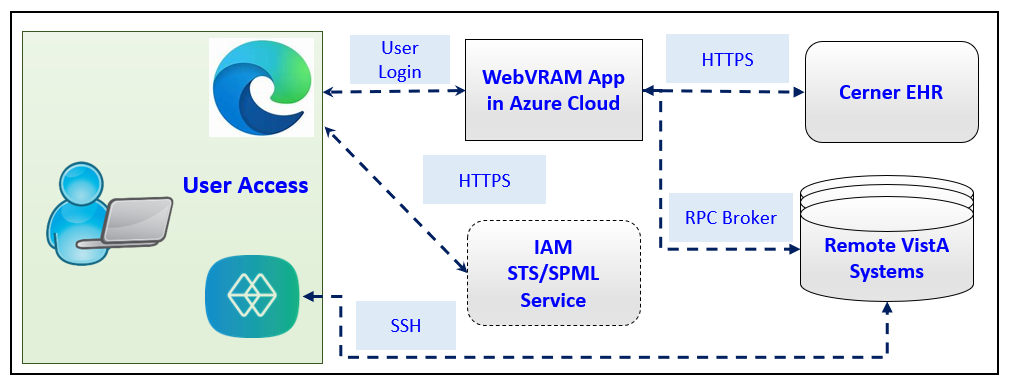 User
Login
WebVRAM App
in Azure Cloud
HTTPS
Cerner EHR
User Access
HTTPS
RPC Broker
IAM
STS/SPML
Service
Remote VistA
Systems
SSH